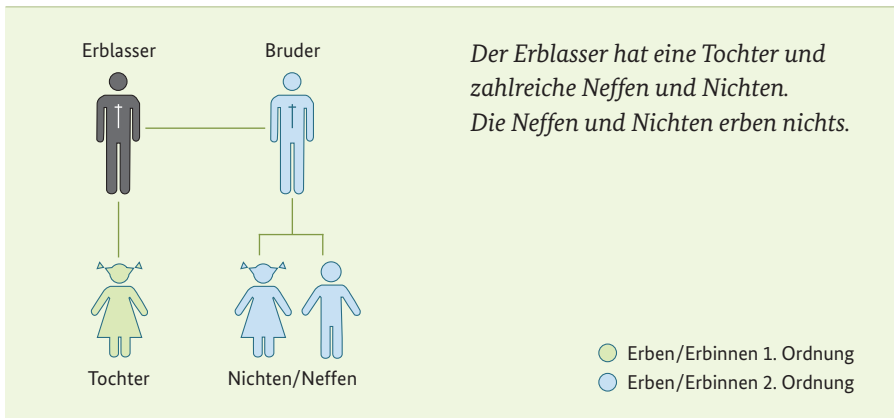 Erblasser
Bruder
Der Erblasser hat eine Tochter und
zahlreiche Neffen und Nichten.
Die Neffen und Nichten erben nichts.
Tochter
Nichten/Neffen
Erben/Erbinnen 1. Ordnung
Erben/Erbinnen 2. Ordnung